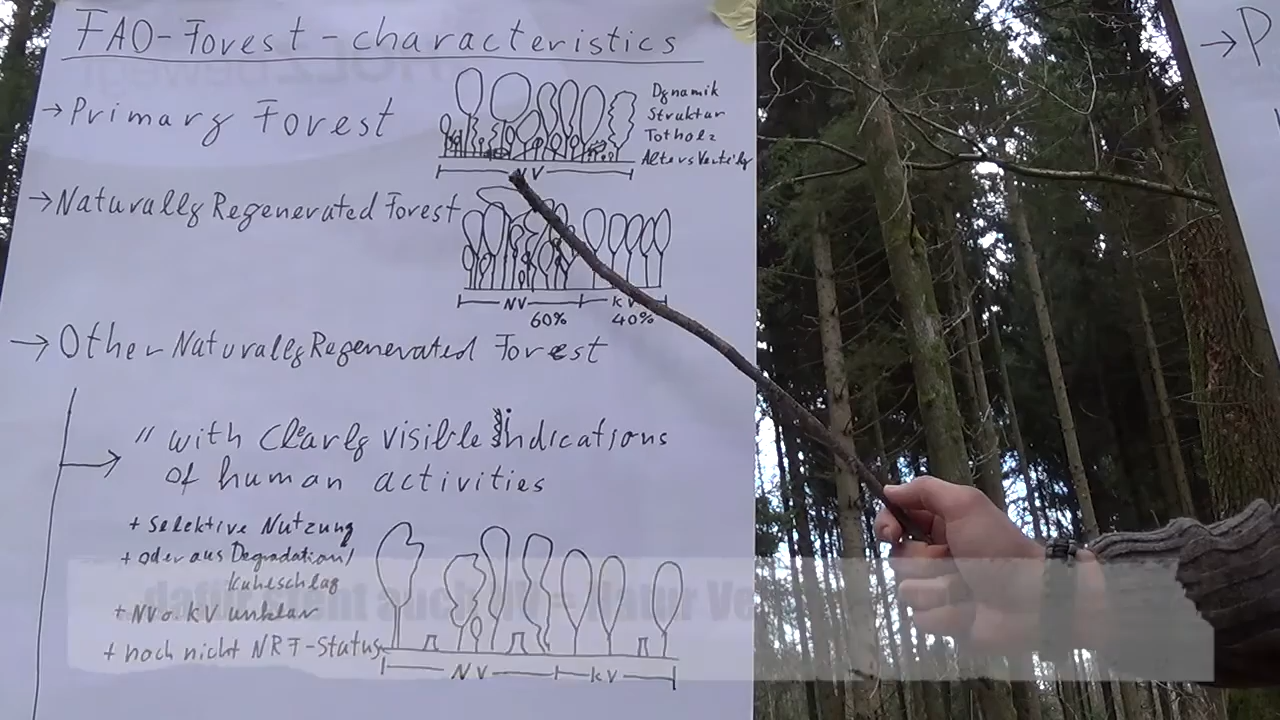 FAO-Forest-characteristics
→ Primary Forest
Dynamik
Struktur
Totholz
NV
→ Naturally Regenerated Forest
NV KV
60% 40%
→ Other Naturally Regenerated Forest
→ " with Clearly visible indications
of human activities
+ Selektive Nutzung
+ oder aus Degradation/
Kahlschlag
+ NV o. KV unklar
+ noch nicht NRF-Status
NV KV
→ P